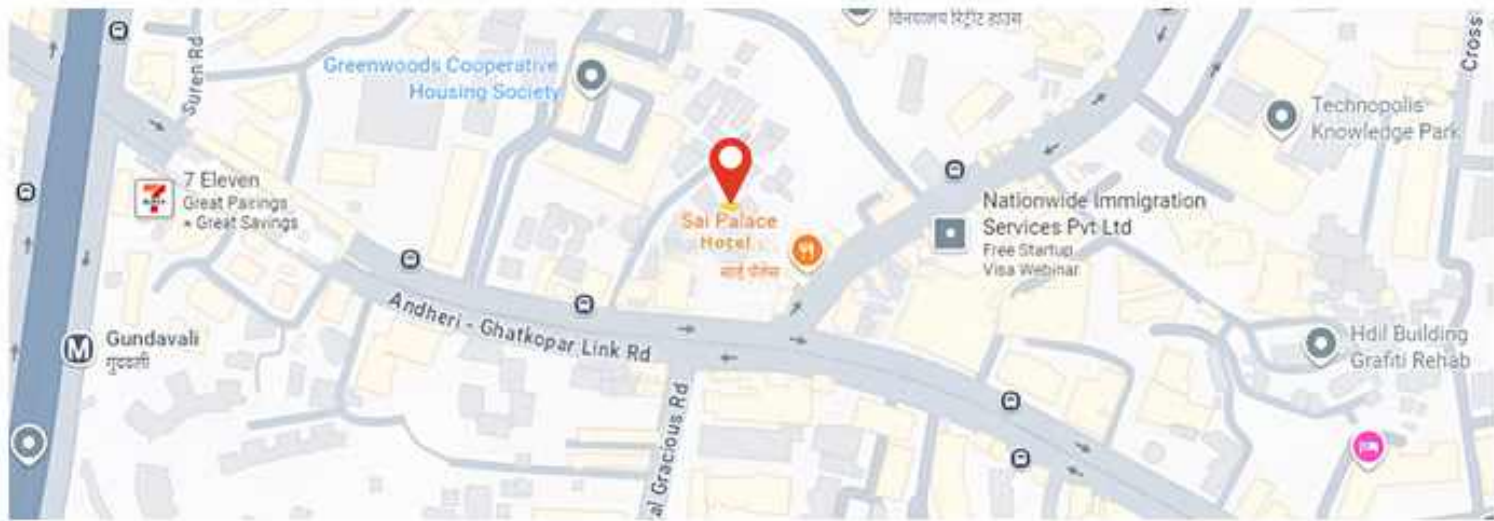 Suren Rd
Greenwoods Cooperative
Housing Society
Cross
Technopolis
Knowledge Park
7 Eleven
Great Pairings
Great Savings
Sai Palace
Hotel
Nationwide Immigration
Services Pvt Ltd
Free Startup
Visa Webinar
Andheri - Ghatkopar Link Rd
M
Gundavali
Hdil Building
Grafiti Rehab
al Gracious Rd